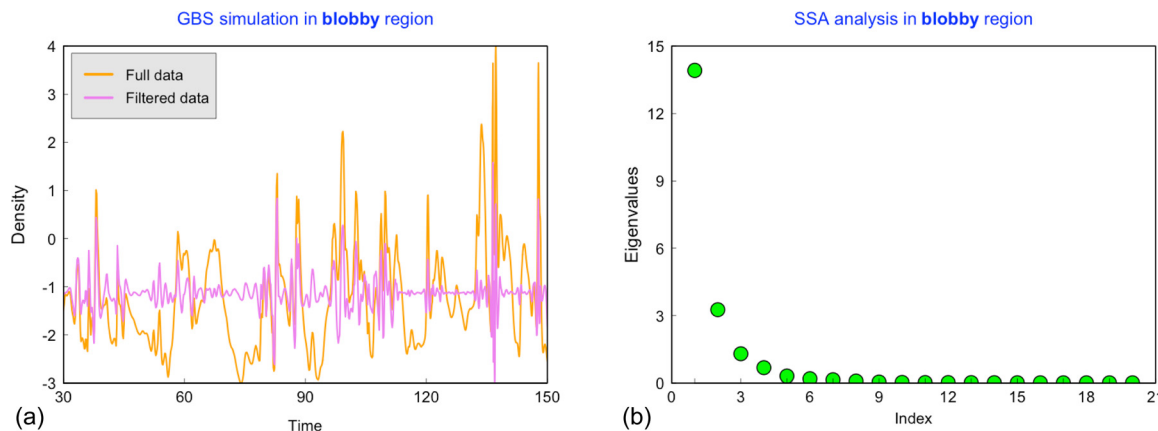 GBS simulation in blobby region
4
3
2
1
0
-1
-2
-3
Density
Full data
Filtered data
30
60
90
120
150
Time
(a)
SSA analysis in blobby region
15
12
9
6
3
0
Eigenvalues
0
3
6
9
12
15
18
21
Index
(b)